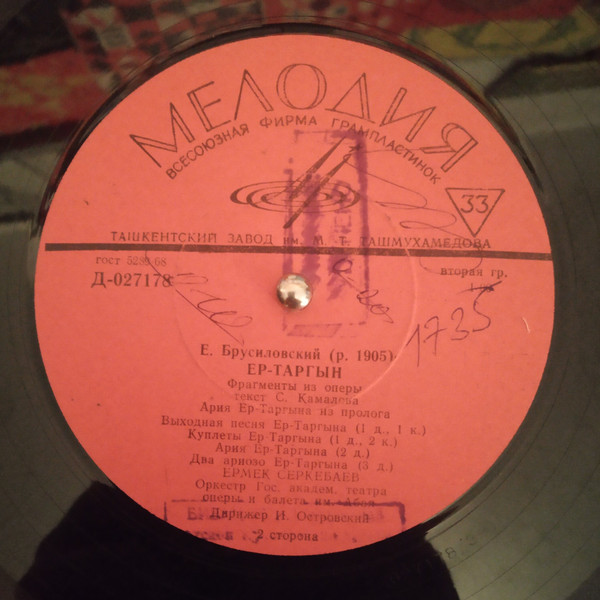 МЕЛОДИЯ
ВСЕСОЮЗНАЯ ФИРМА ГРАМПЛАСТИНОК
33
ТАШКЕНТСКИЙ ЗАВОД им. М. Т. ТАШМУХАМЕДОВА
гост 5289-68
вторая гр.
Д-027178
1735
Е. Брусиловский (р. 1905)
ЕР-ТАРГЫН
Фрагменты из оперы
текст С. Камалова
Ария Ер-Таргына из пролога
Выходная песня Ер-Таргына (1 д., 1 к.)
Куплеты Ер-Таргына (1 д., 2 к.)
Ария Ер-Таргына (2 д.)
Два ариозо Ер-Таргына (3 д.)
ЕРМЕК СЕРКЕБАЕВ
Оркестр Гос. академ. театра
оперы и балета им. Абая
Дирижер И. Островский
2 сторона